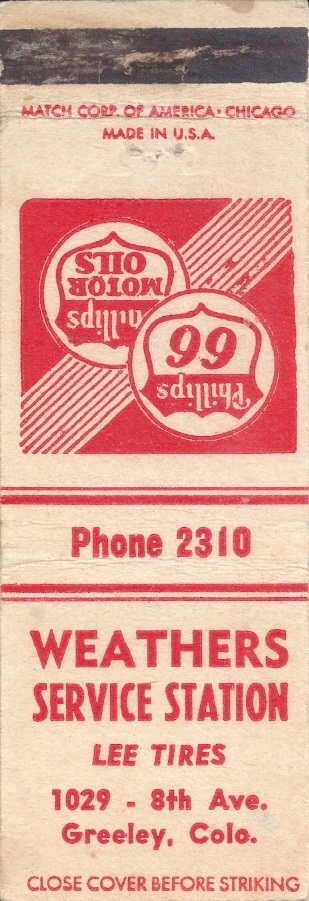 MATCH CORP. OF AMERICA · CHICAGO
MADE IN U.S.A.
Phillips
66
Phillips
MOTOR
OILS
Phone 2310
WEATHERS
SERVICE STATION
LEE TIRES
1029 - 8th Ave.
Greeley, Colo.
CLOSE COVER BEFORE STRIKING